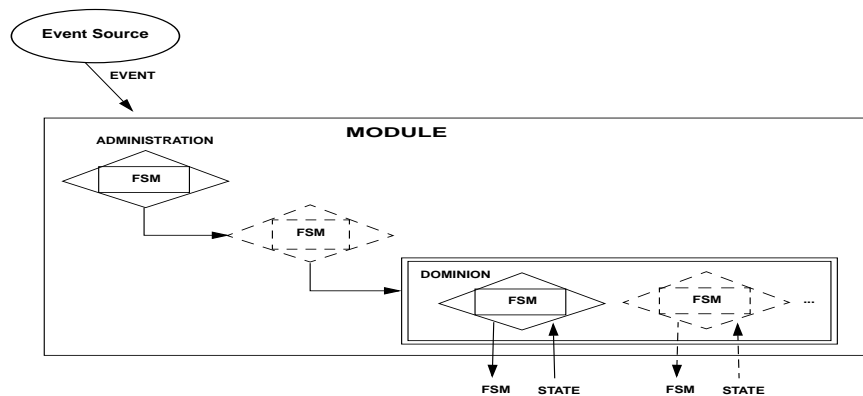 Event Source
EVENT
MODULE
ADMINISTRATION
FSM
FSM
DOMINION
FSM
FSM
...
FSM
STATE
FSM
STATE